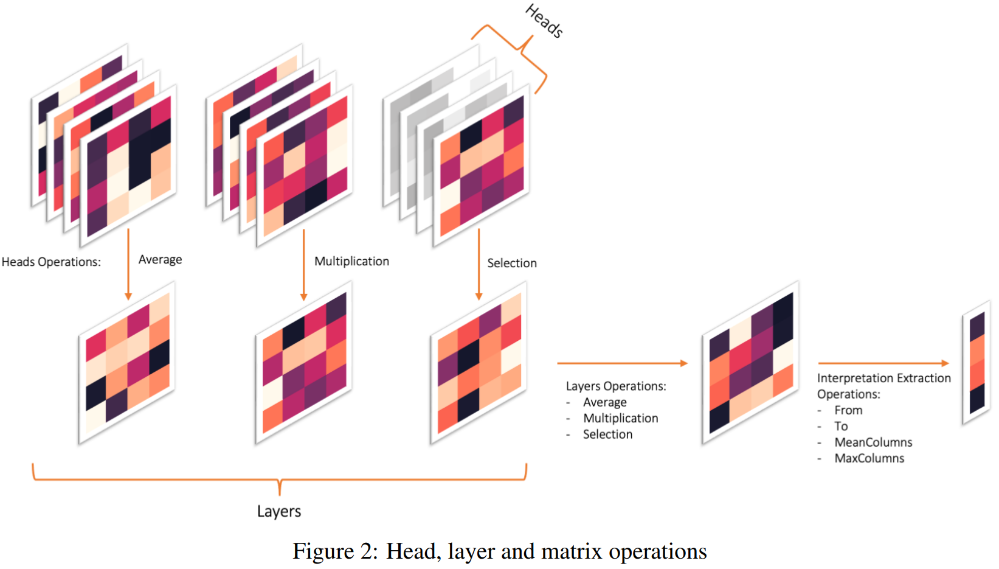 Heads
Heads Operations:
Average
Multiplication
Selection
Layers Operations:
- Average
- Multiplication
- Selection
Interpretation Extraction
Operations:
- From
- To
- MeanColumns
- MaxColumns
Layers
Figure 2: Head, layer and matrix operations